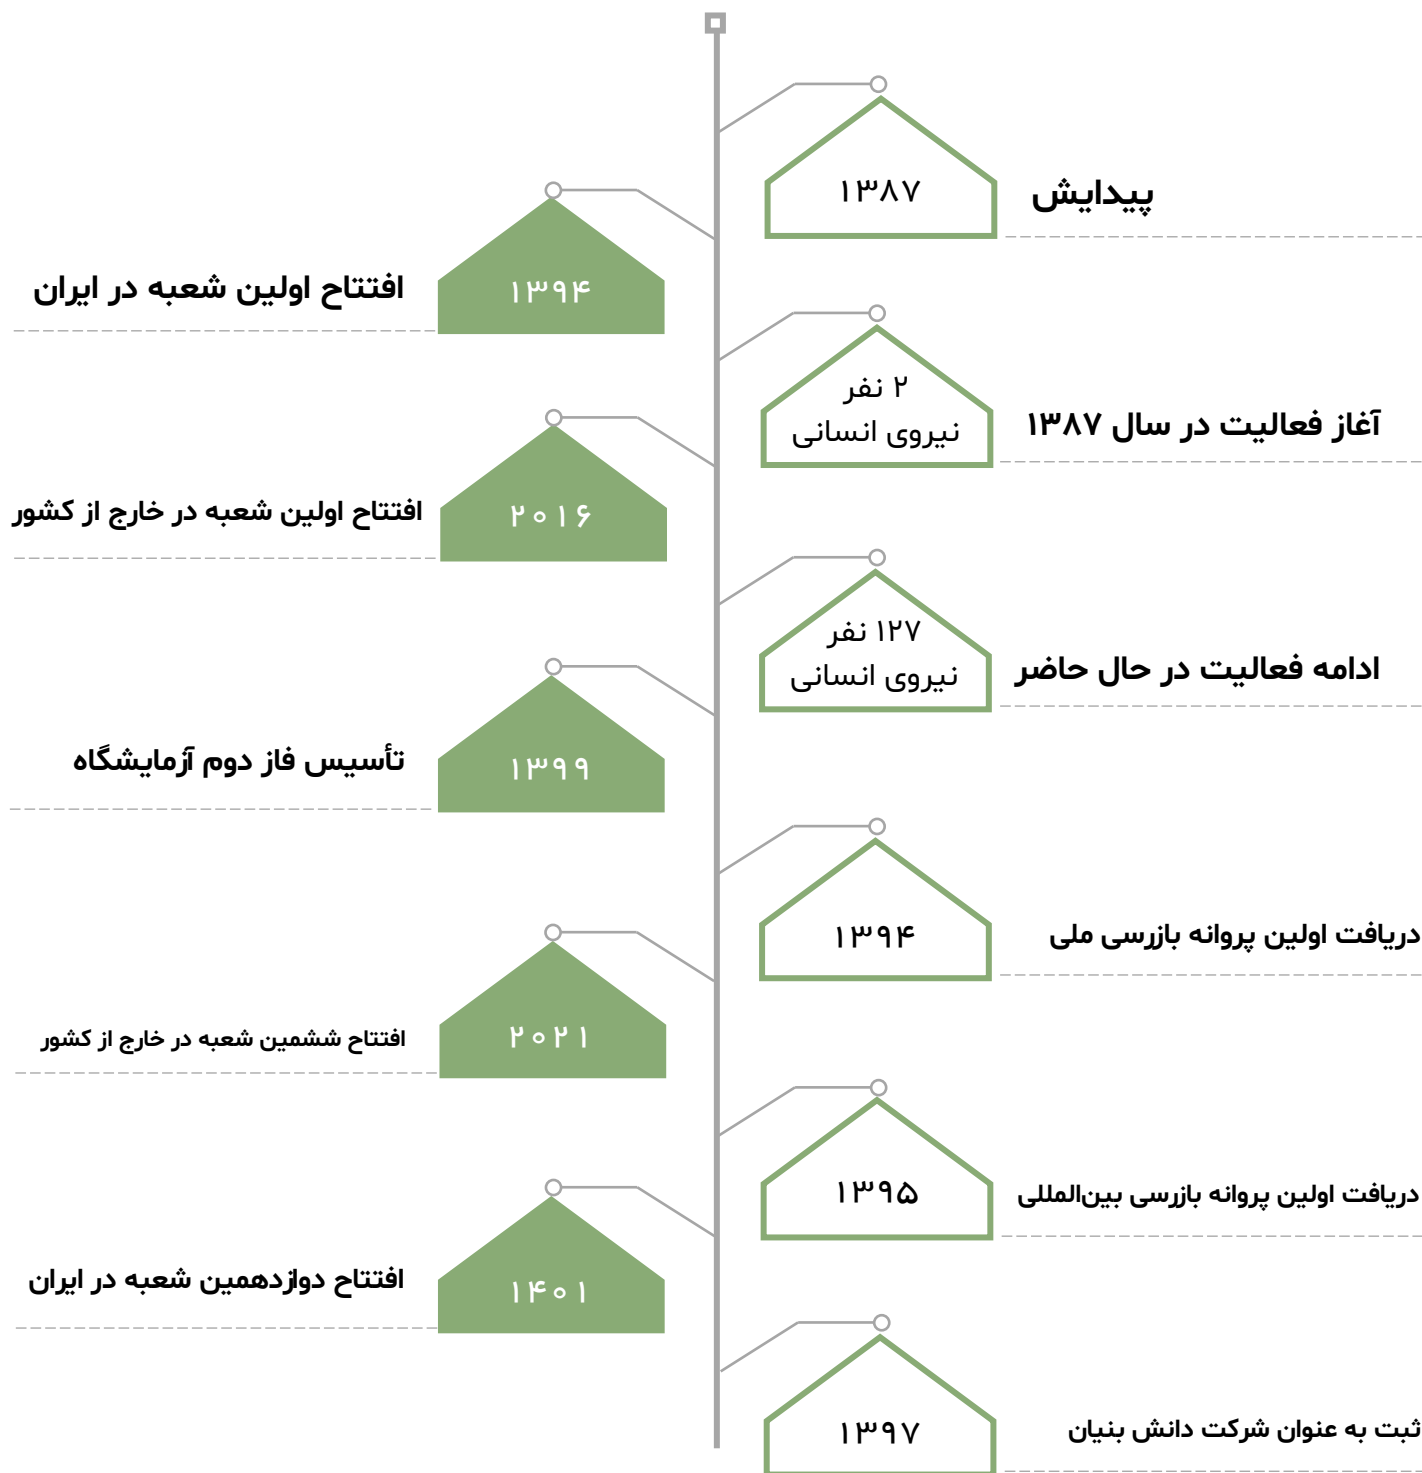 پیدایش
۱۳۸۷
افتتاح اولین شعبه در ایران
۱۳۹۴
آغاز فعالیت در سال ۱۳۸۷
۲ نفر
نیروی انسانی
افتتاح اولین شعبه در خارج از کشور
۲۰۱۶
ادامه فعالیت در حال حاضر
۱۲۷ نفر
نیروی انسانی
تأسیس فاز دوم آزمایشگاه
۱۳۹۹
دریافت اولین پروانه بازرسی ملی
۱۳۹۴
افتتاح ششمین شعبه در خارج از کشور
۲۰۲۱
دریافت اولین پروانه بازرسی بین‌المللی
۱۳۹۵
افتتاح دوازدهمین شعبه در ایران
۱۴۰۱
ثبت به عنوان شرکت دانش بنیان
۱۳۹۷